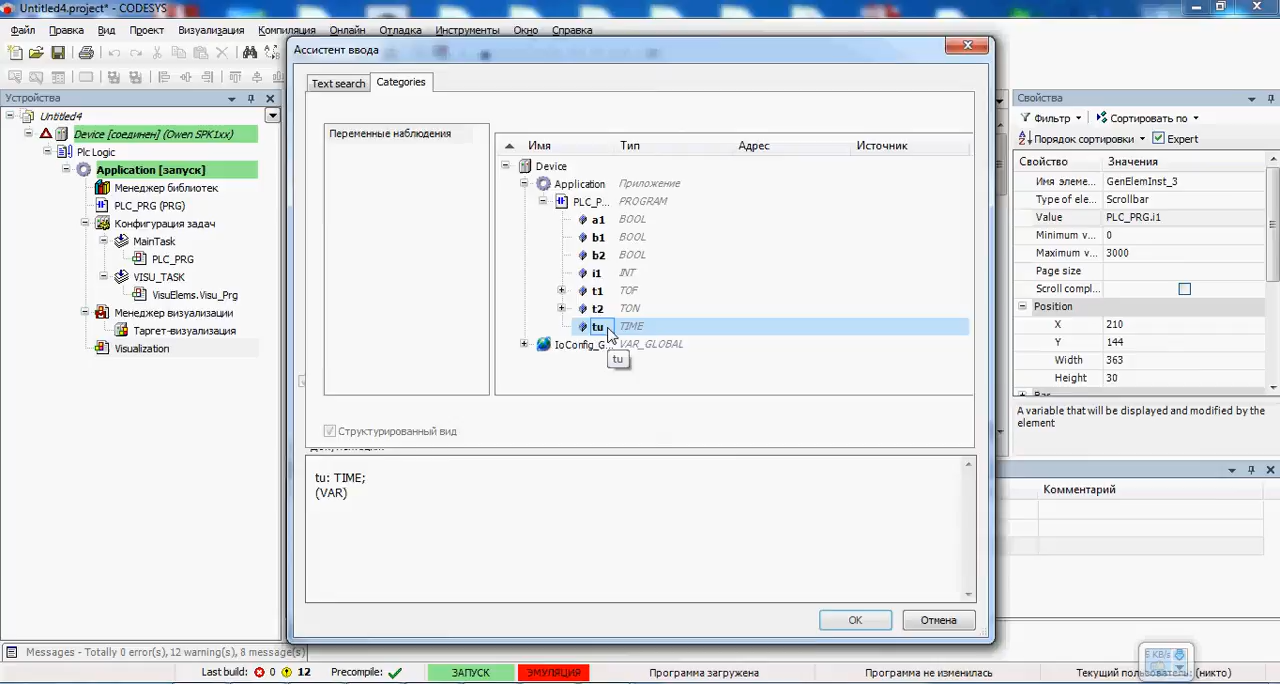 Untitled4.project* - CODESYS
Файл Правка Вид Проект Визуализация Компиляция Онлайн Отладка Инструменты Окно Справка
Ассистент ввода
Text search Categories
Устройства
Untitled4
Device [соединен] (Owen SPK1xx)
Plc Logic
Application [запуск]
Менеджер библиотек
PLC_PRG (PRG)
Конфигурация задач
MainTask
PLC_PRG
VISU_TASK
VisuElems.Visu_Prg
Менеджер визуализации
Таргет-визуализация
Visualization
Переменные наблюдения
Имя Тип Адрес Источник
Device
Application Приложение
PLC_P... PROGRAM
a1 BOOL
b1 BOOL
b2 BOOL
i1 INT
t1 TOF
t2 TON
tu TIME
IoConfig_G... VAR_GLOBAL
tu
Структурированный вид
Документация
tu: TIME;
(VAR)
OK Отмена
Свойства
Фильтр Сортировать по
Порядок сортировки Expert
Свойство Значения
Имя элеме... GenElemInst_3
Type of ele... Scrollbar
Value PLC_PRG.i1
Minimum v... 0
Maximum v... 3000
Page size
Scroll compl...
Position
X 210
Y 144
Width 363
Height 30
Bar
A variable that will be displayed and modified by the
element
Комментарий
Messages - Totally 0 error(s), 12 warning(s), 8 message(s)
Last build: 0 12 Precompile: ЗАПУСК ЭМУЛЯЦИЯ Программа загружена Программа не изменилась Текущий пользователь: (никто)